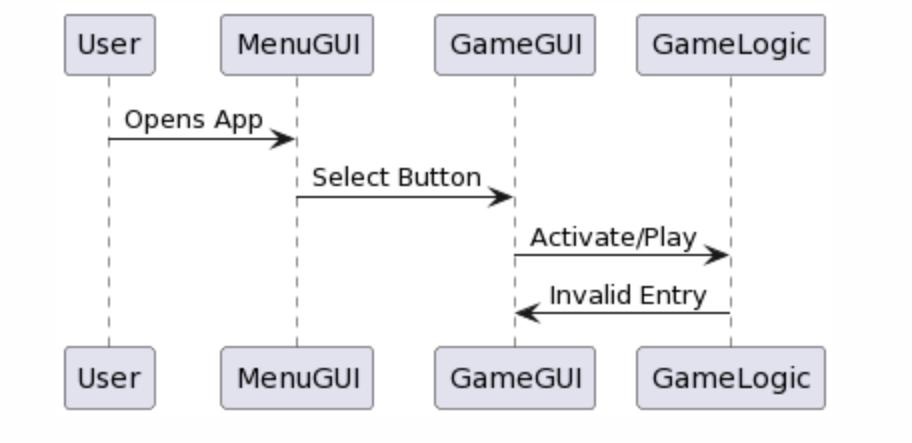 User MenuGUI GameGUI GameLogic
Opens App
Select Button
Activate/Play
Invalid Entry
User MenuGUI GameGUI GameLogic